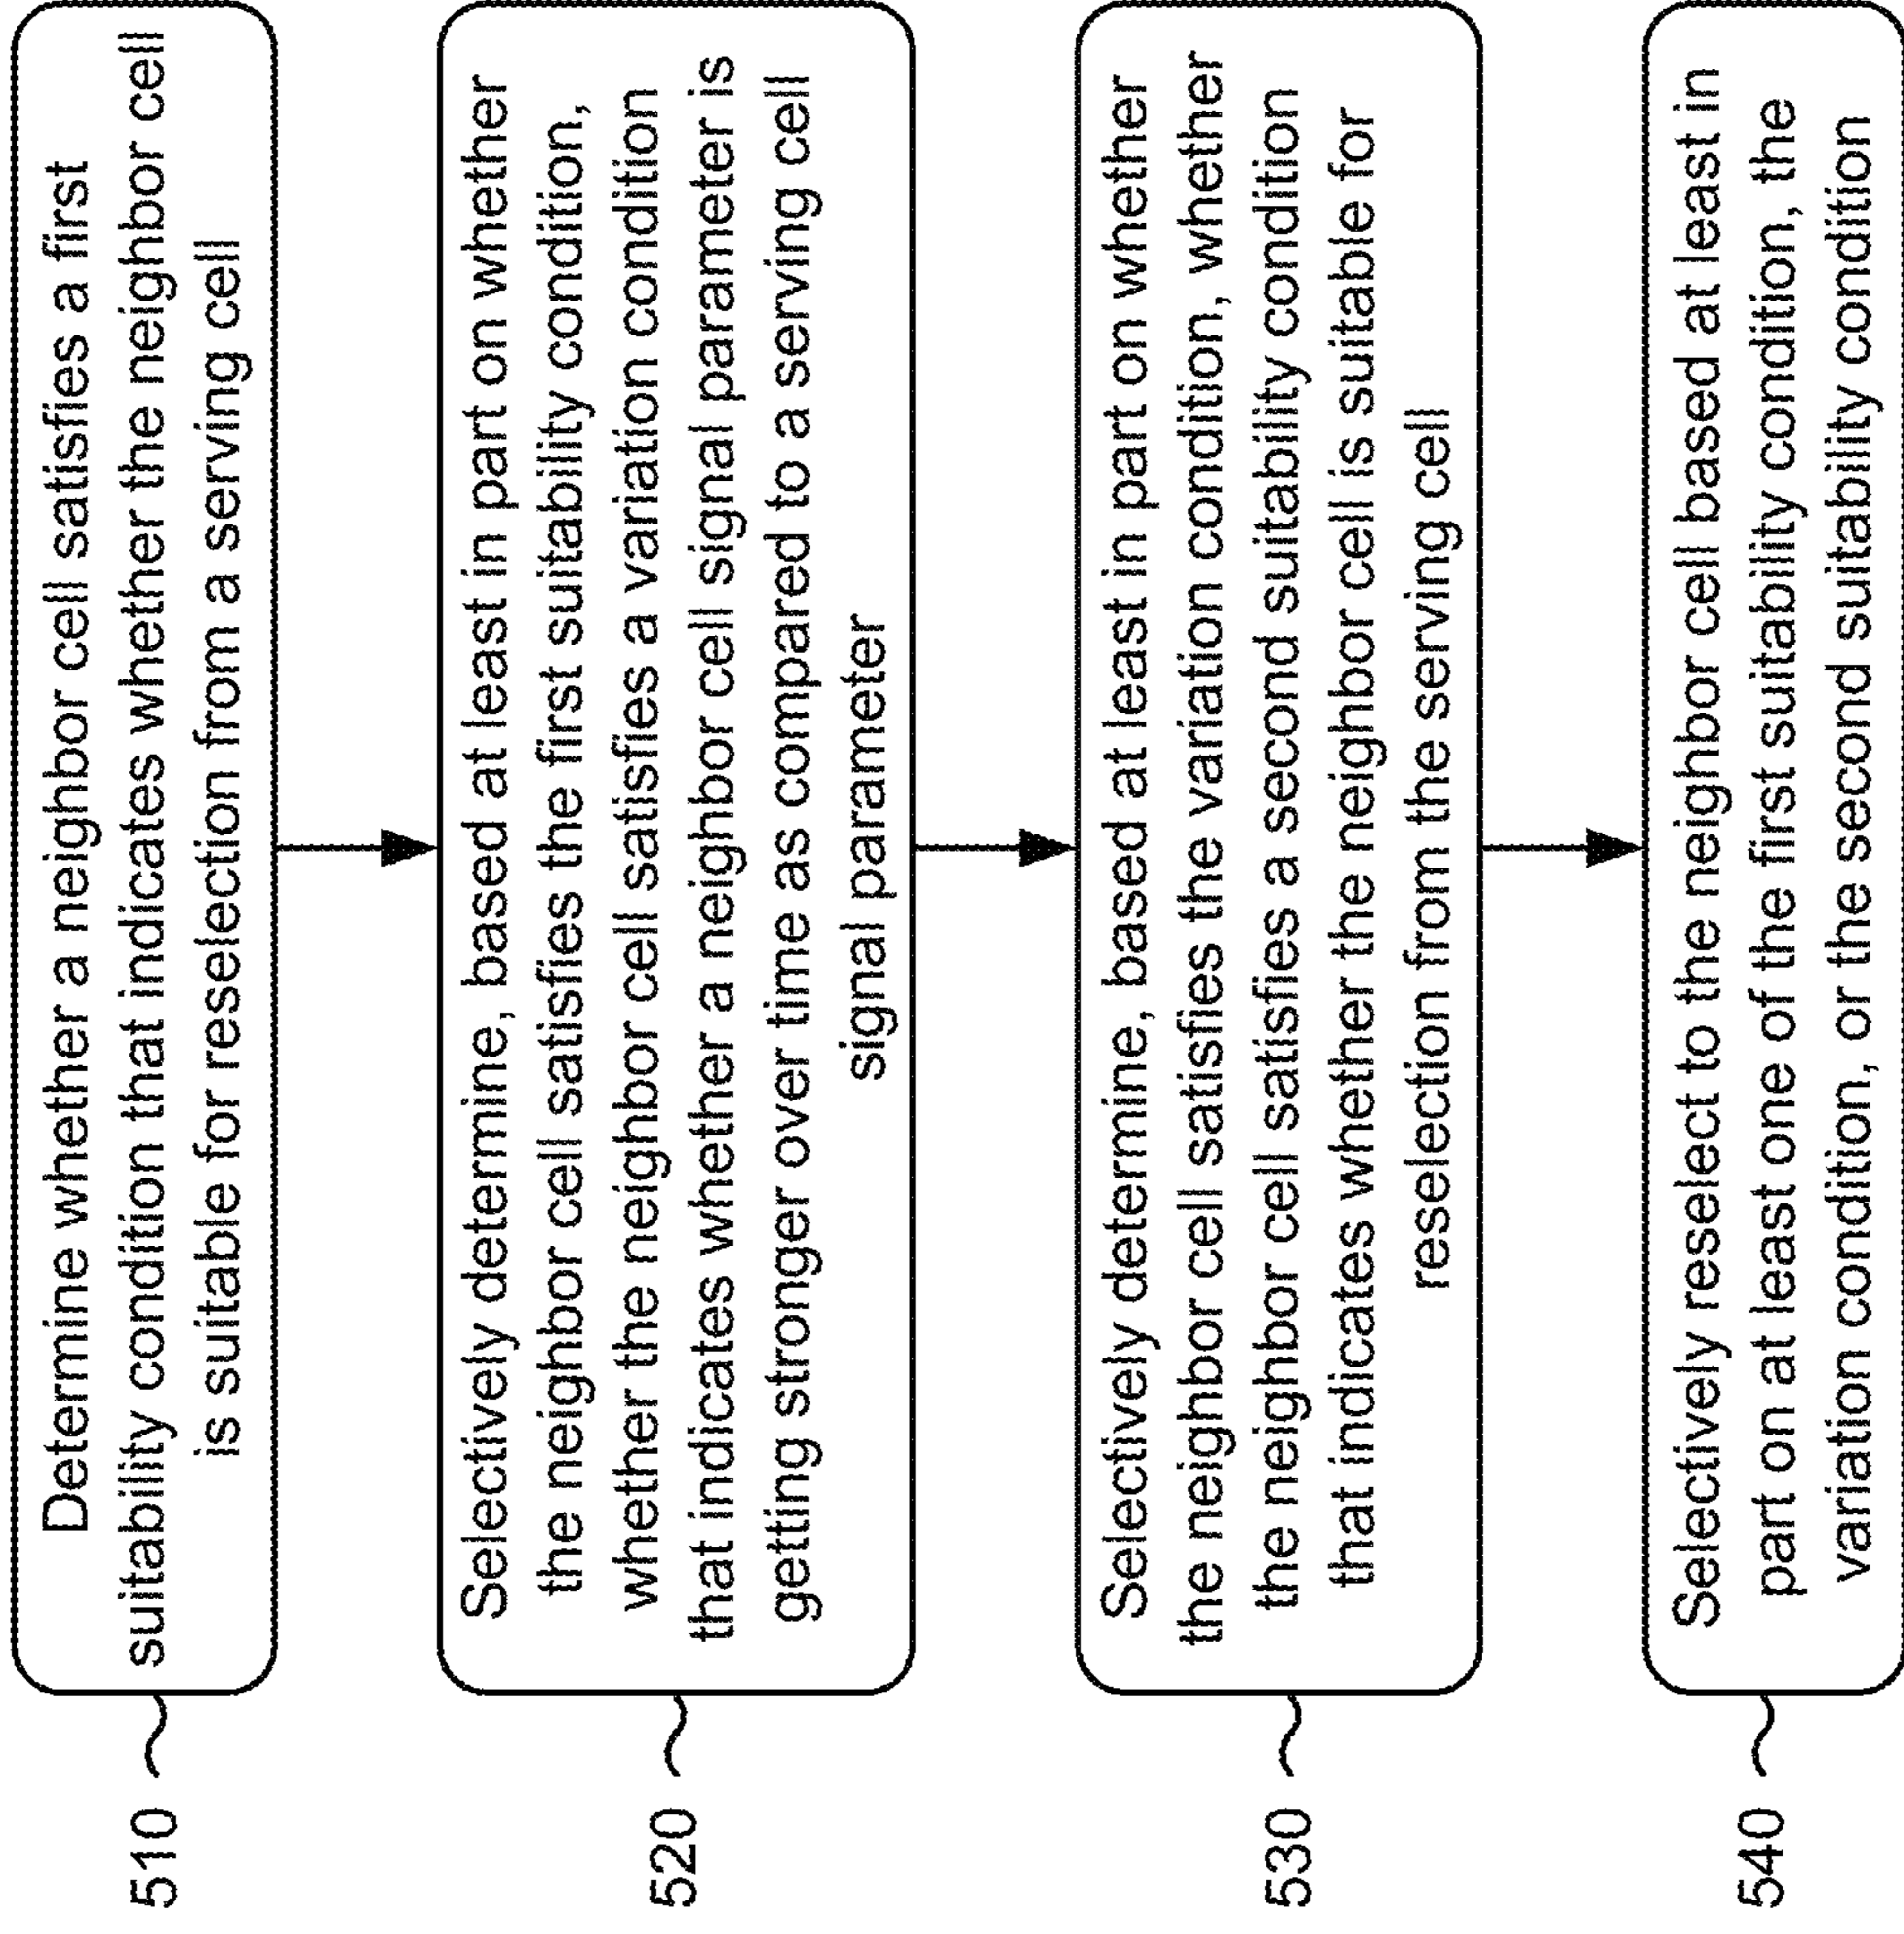 510
Determine whether a neighbor cell satisfies a first
suitability condition that indicates whether the neighbor cell
is suitable for reselection from a serving cell
520
Selectively determine, based at least in part on whether
the neighbor cell satisfies the first suitability condition,
whether the neighbor cell satisfies a variation condition
that indicates whether a neighbor cell signal parameter is
getting stronger over time as compared to a serving cell
signal parameter
530
Selectively determine, based at least in part on whether
the neighbor cell satisfies the variation condition, whether
the neighbor cell satisfies a second suitability condition
that indicates whether the neighbor cell is suitable for
reselection from the serving cell
540
Selectively reselect to the neighbor cell based at least in
part on at least one of the first suitability condition, the
variation condition, or the second suitability condition